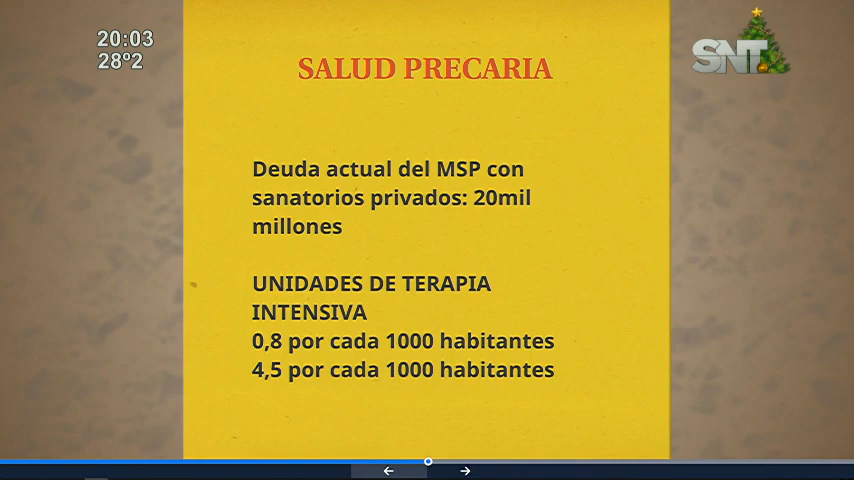 20:03
28º2
SNT
SALUD PRECARIA
Deuda actual del MSP con
sanatorios privados: 20mil
millones
UNIDADES DE TERAPIA
INTENSIVA
0,8 por cada 1000 habitantes
4,5 por cada 1000 habitantes